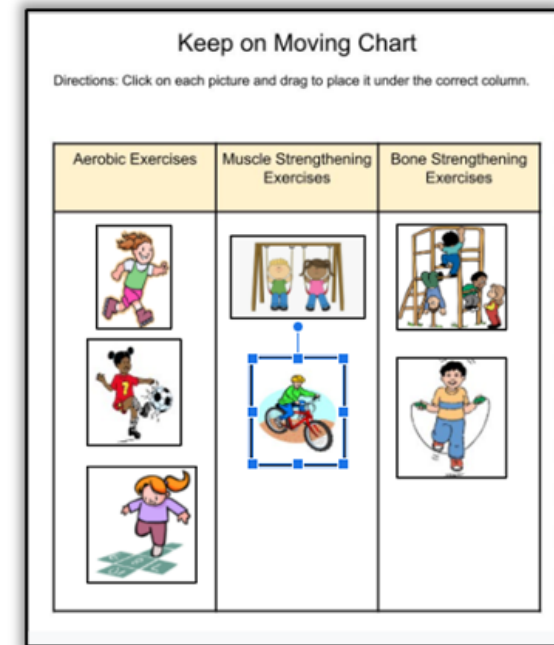 Keep on Moving Chart
Directions: Click on each picture and drag to place it under the correct column.
Aerobic Exercises
Muscle Strengthening
Exercises
Bone Strengthening
Exercises